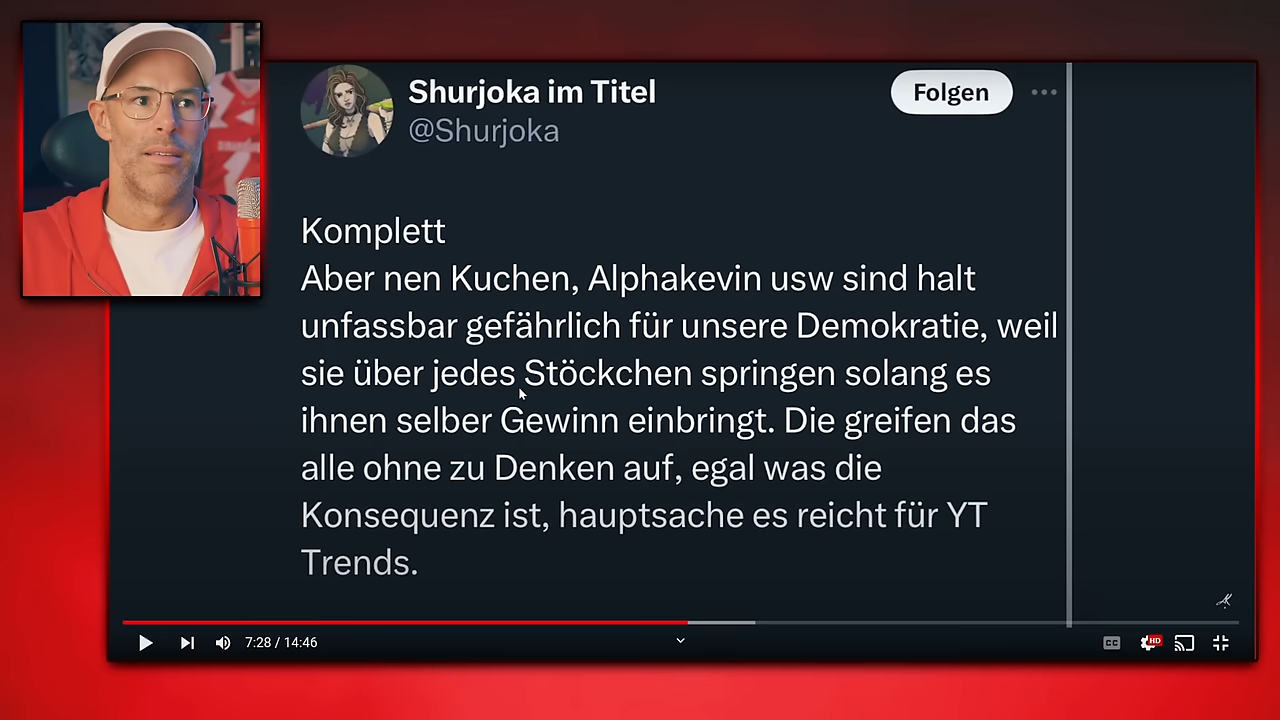 Shurjoka im Titel
Folgen
@Shurjoka
Komplett
Aber nen Kuchen, Alphakevin usw sind halt
unfassbar gefährlich für unsere Demokratie, weil
sie über jedes Stöckchen springen solang es
ihnen selber Gewinn einbringt. Die greifen das
alle ohne zu Denken auf, egal was die
Konsequenz ist, hauptsache es reicht für YT
Trends.
7:28 / 14:46
CC
HD